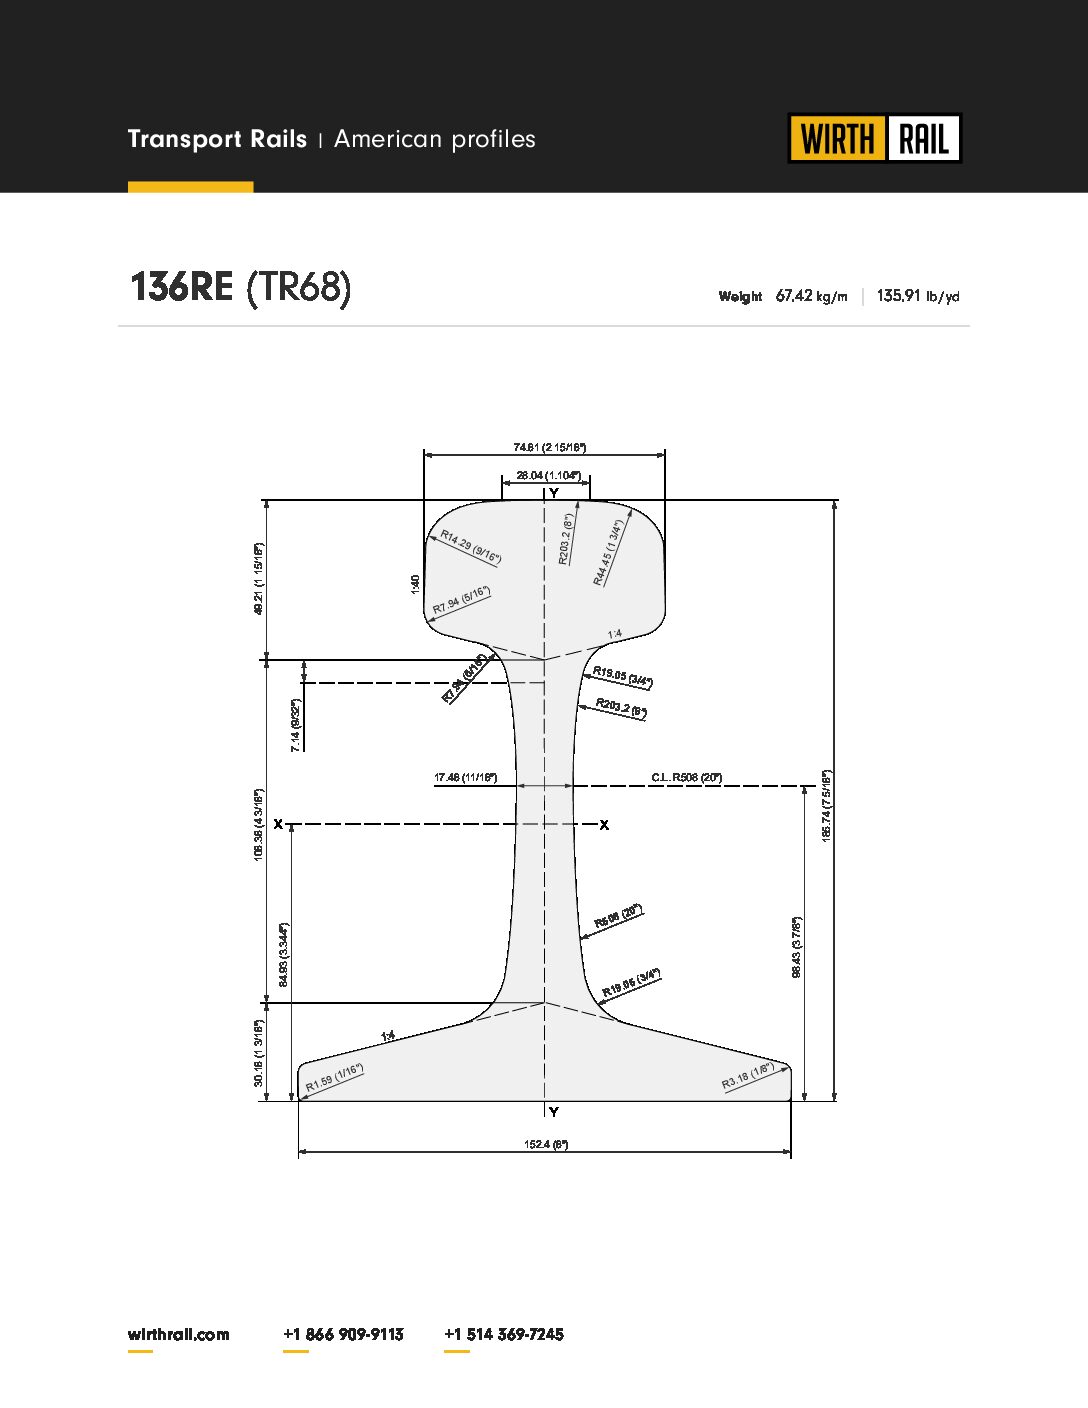 Transport Rails | American profiles
WIRTH RAIL
136RE (TR68)
Weight 67,42 kg/m | 135,91 lb/yd
74.61 (2 15/16")
28.04 (1.104")
Y
R14.29 (9/16")
R203.2 (8")
R44.45 (1 3/4")
49.21 (1 15/16")
1:40
R7.94 (5/16")
1:4
R7.94 (5/16")
R19.05 (3/4")
R203.2 (8")
7.14 (9/32")
17.46 (11/16")
C.L. R508 (20")
185.74 (7 5/16")
106.36 (4 3/16")
X
X
R508 (20")
84.93 (3.344")
98.43 (3 7/8")
R19.05 (3/4")
1:4
30.16 (1 3/16")
R1.59 (1/16")
R3.18 (1/8")
Y
152.4 (6")
wirthrail.com +1 866 909-9113 +1 514 369-7245